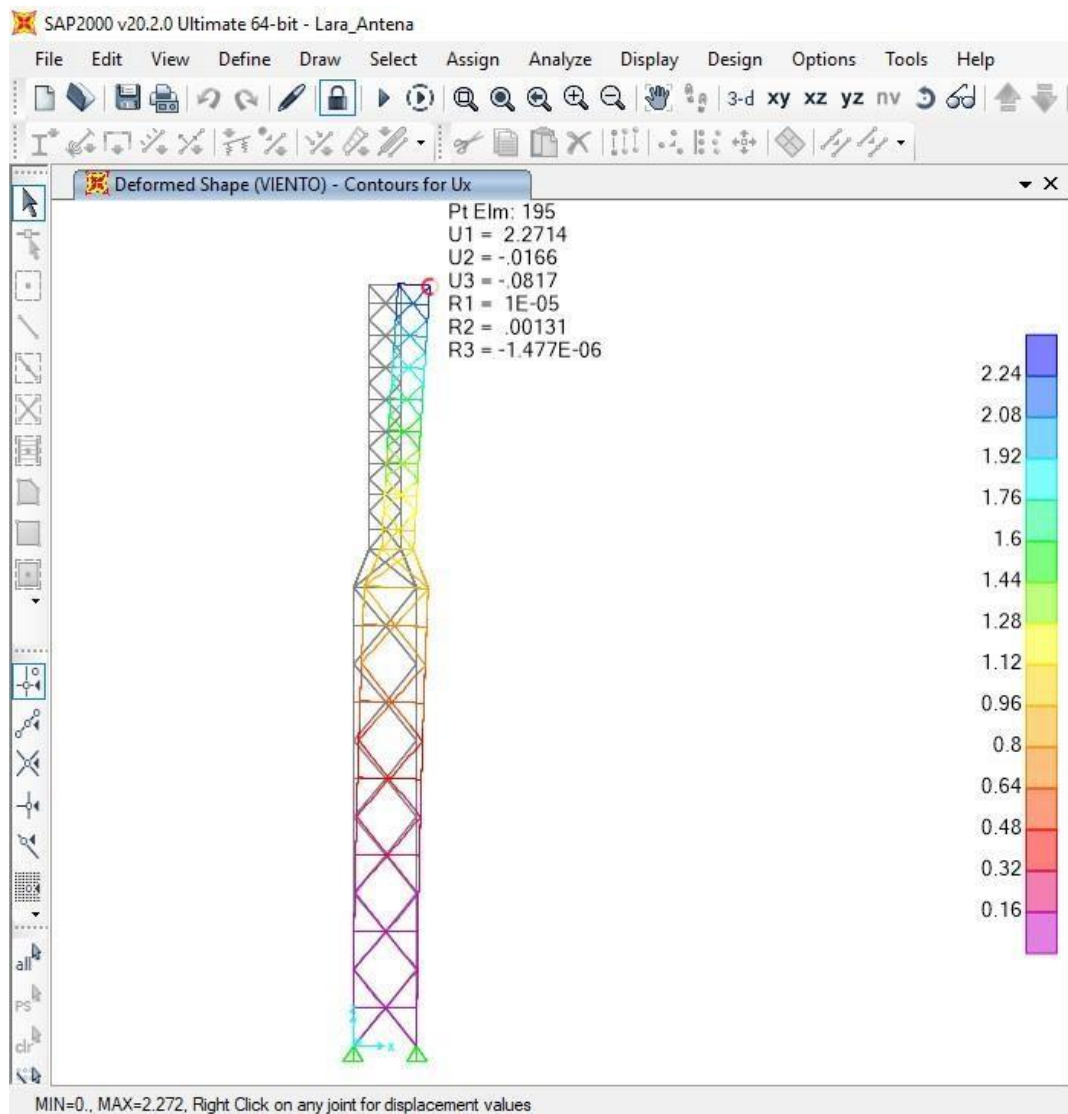 SAP2000 v20.2.0 Ultimate 64-bit - Lara_Antena
File Edit View Define Draw Select Assign Analyze Display Design Options Tools Help
3-d xy xz yz nv
Deformed Shape (VIENTO) - Contours for Ux
Pt Elm: 195
U1 = 2.2714
U2 = -.0166
U3 = -.0817
R1 = 1E-05
R2 = .00131
R3 = -1.477E-06
2.24
2.08
1.92
1.76
1.6
1.44
1.28
1.12
0.96
0.8
0.64
0.48
0.32
0.16
all
PS
clr
Z
X
MIN=0., MAX=2.272, Right Click on any joint for displacement values